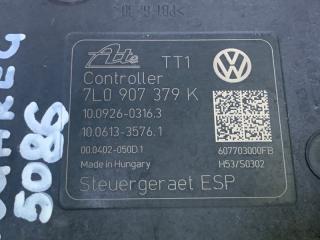 Ate TT1
Controller
7L0 907 379 K
10.0926-0316.3
10.0613-3576.1
00.0402-050D.1
Made in Hungary
607703000FB
H53/S0302
Steuergeraet ESP
5086